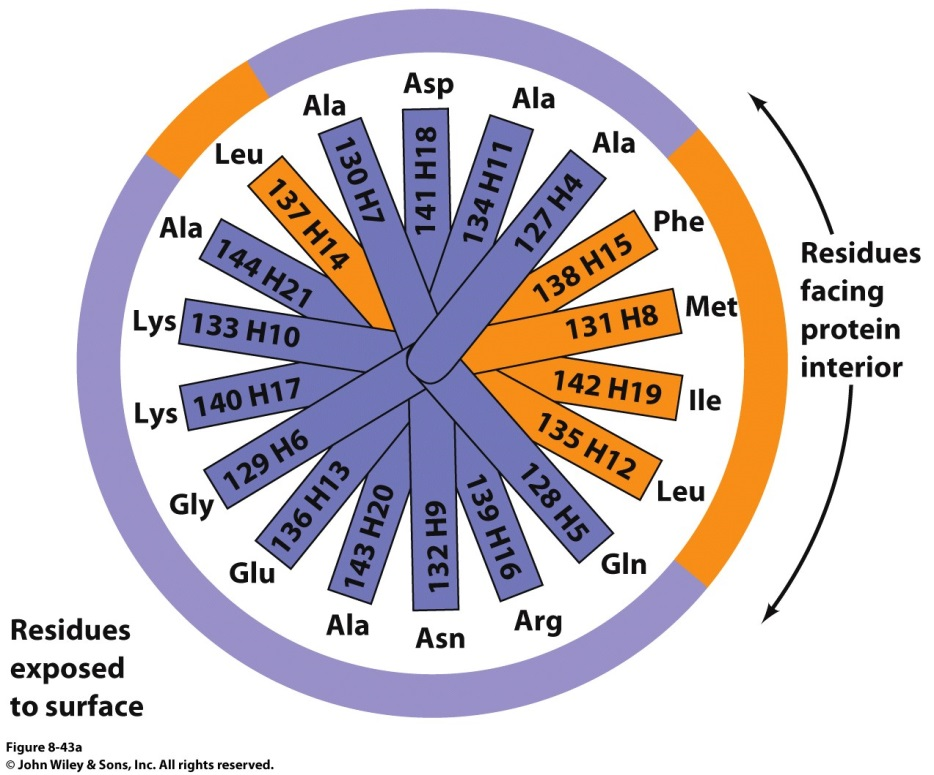 Asp
Ala
Ala
Ala
Leu
Phe
Ala
Met
Lys
Ile
Lys
Leu
Gly
Gln
Glu
Arg
Ala
Asn
141 H18
134 H11
130 H7
127 H4
137 H14
138 H15
144 H21
131 H8
133 H10
142 H19
140 H17
135 H12
129 H6
128 H5
136 H13
139 H16
143 H20
132 H9
Residues
facing
protein
interior
Residues
exposed
to surface
Figure 8-43a
© John Wiley & Sons, Inc. All rights reserved.